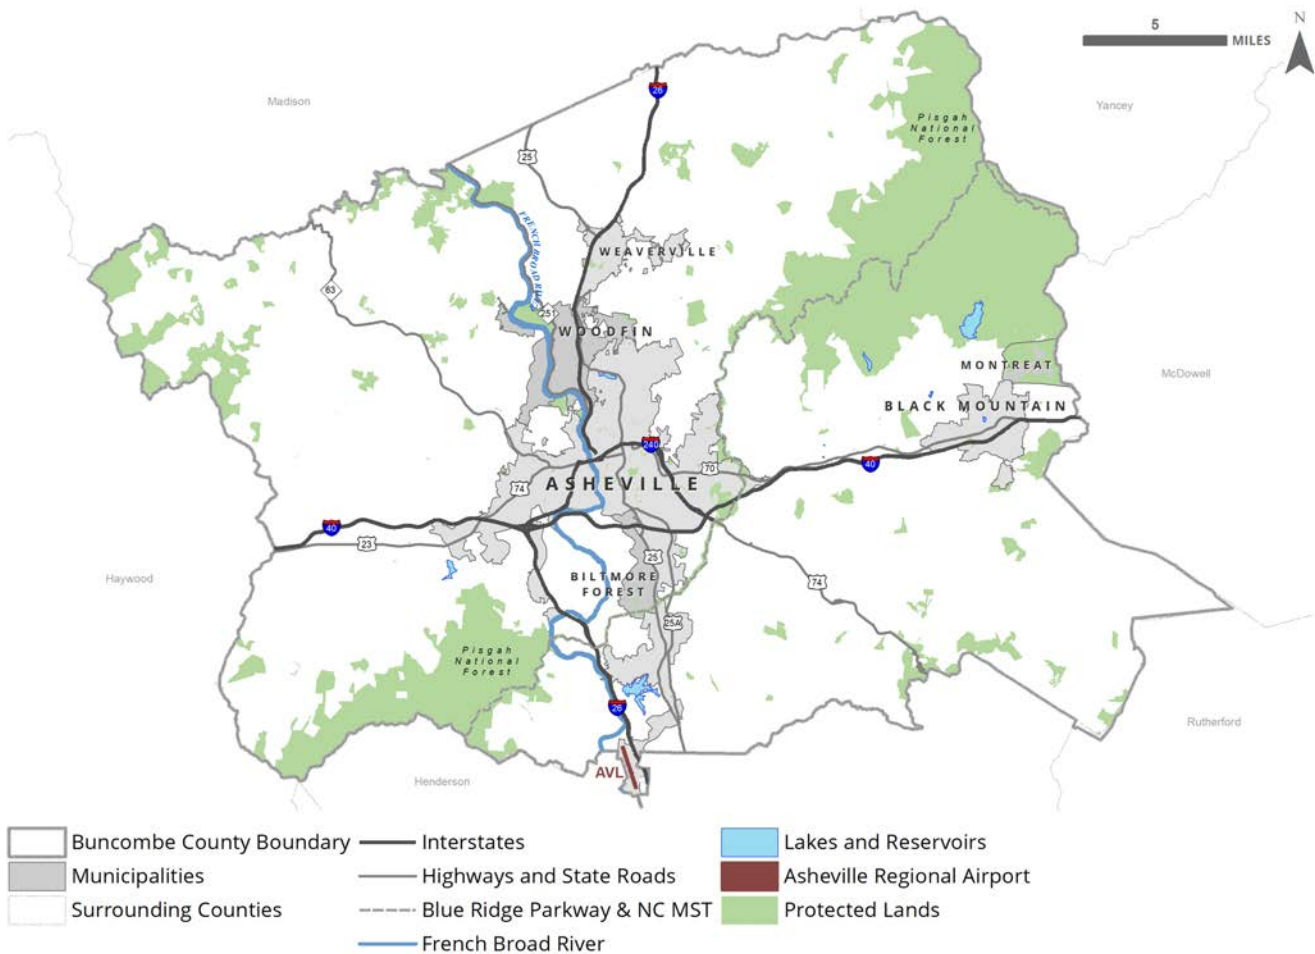 5
MILES
N
Madison
Yancey
26
Pisgah
National
Forest
25
FRENCH BROAD RIVER
WEAVERVILLE
63
25
WOODFIN
MONTREAT
McDowell
BLACK MOUNTAIN
240
40
70
74
ASHEVILLE
40
23
25
Haywood
BILTMORE
FOREST
74
25A
Pisgah
National
Forest
26
Rutherford
AVL
Henderson
Buncombe County Boundary
Municipalities
Surrounding Counties
Interstates
Highways and State Roads
Blue Ridge Parkway & NC MST
French Broad River
Lakes and Reservoirs
Asheville Regional Airport
Protected Lands